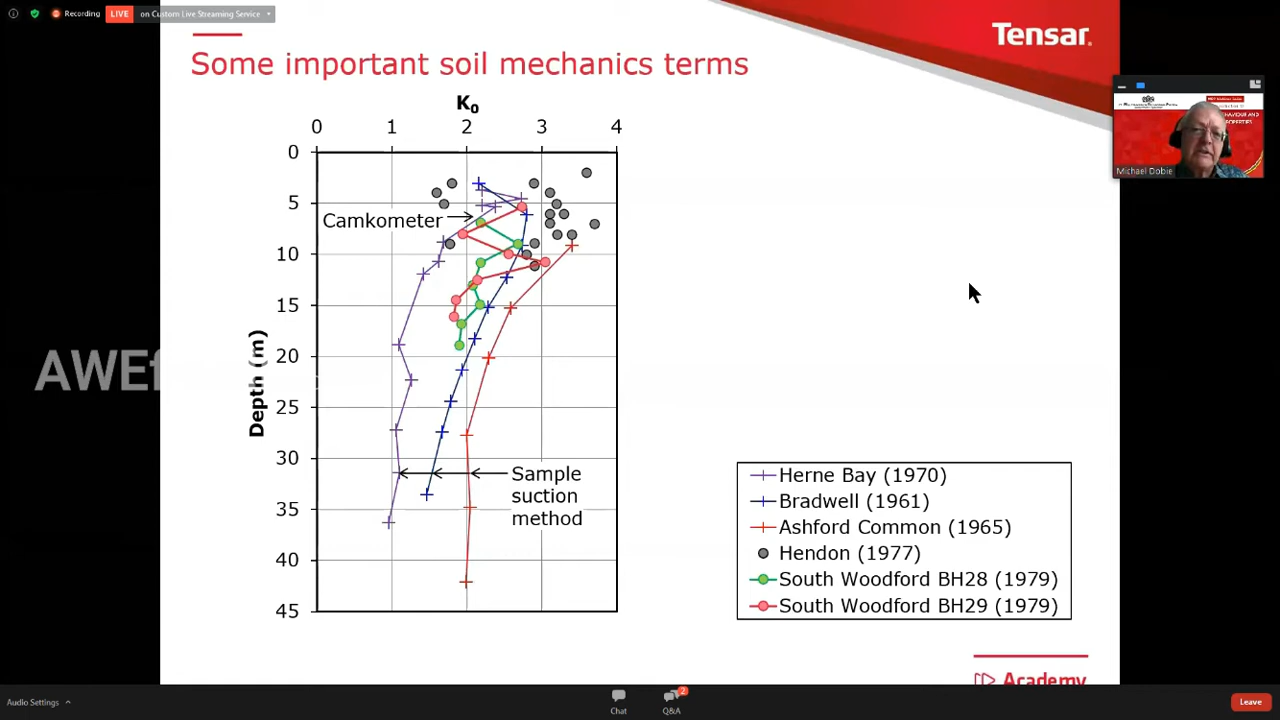 Recording
LIVE
on Custom Live Streaming Service
Tensar.
Some important soil mechanics terms
K0
0 1 2 3 4
0
5
10
15
20
25
30
35
40
45
Depth (m)
Camkometer
Sample
suction
method
Herne Bay (1970)
Bradwell (1961)
Ashford Common (1965)
Hendon (1977)
South Woodford BH28 (1979)
South Woodford BH29 (1979)
Michael Dobie
Academy
Audio Settings
Chat
Q&A
2
Leave